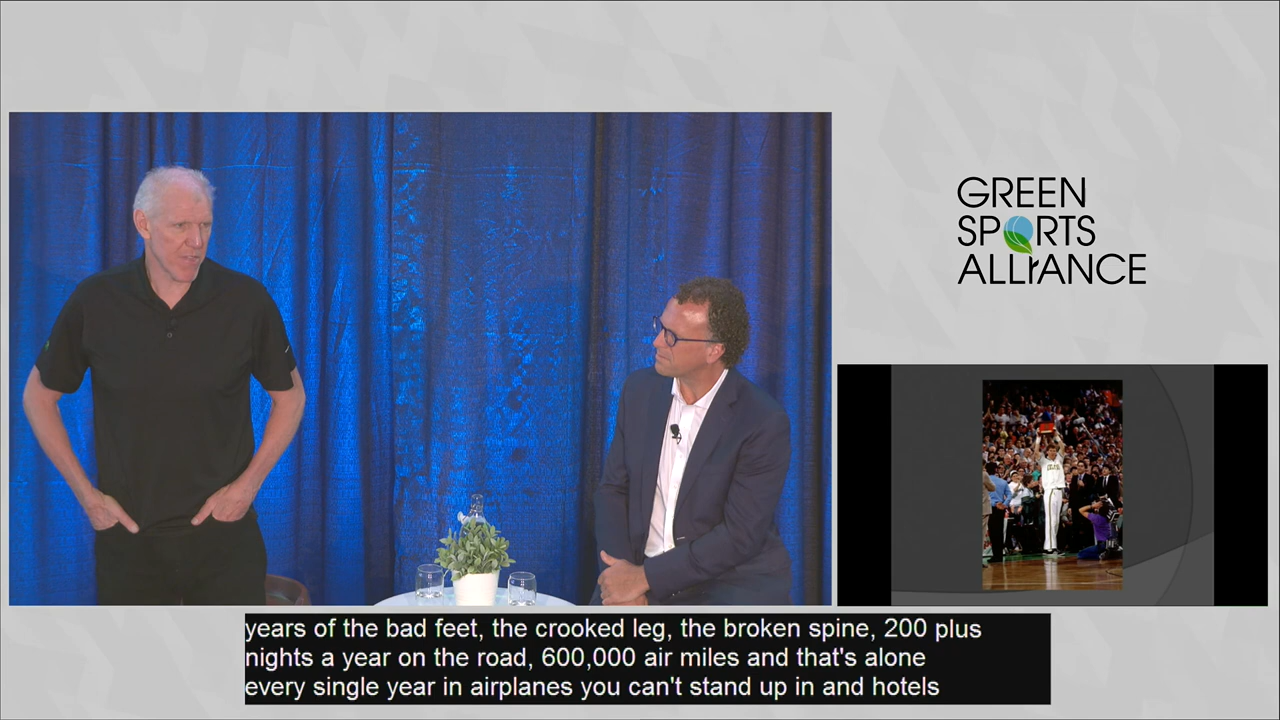 GREEN
SPORTS
ALLIANCE
years of the bad feet, the crooked leg, the broken spine, 200 plus
nights a year on the road, 600,000 air miles and that's alone
every single year in airplanes you can't stand up in and hotels